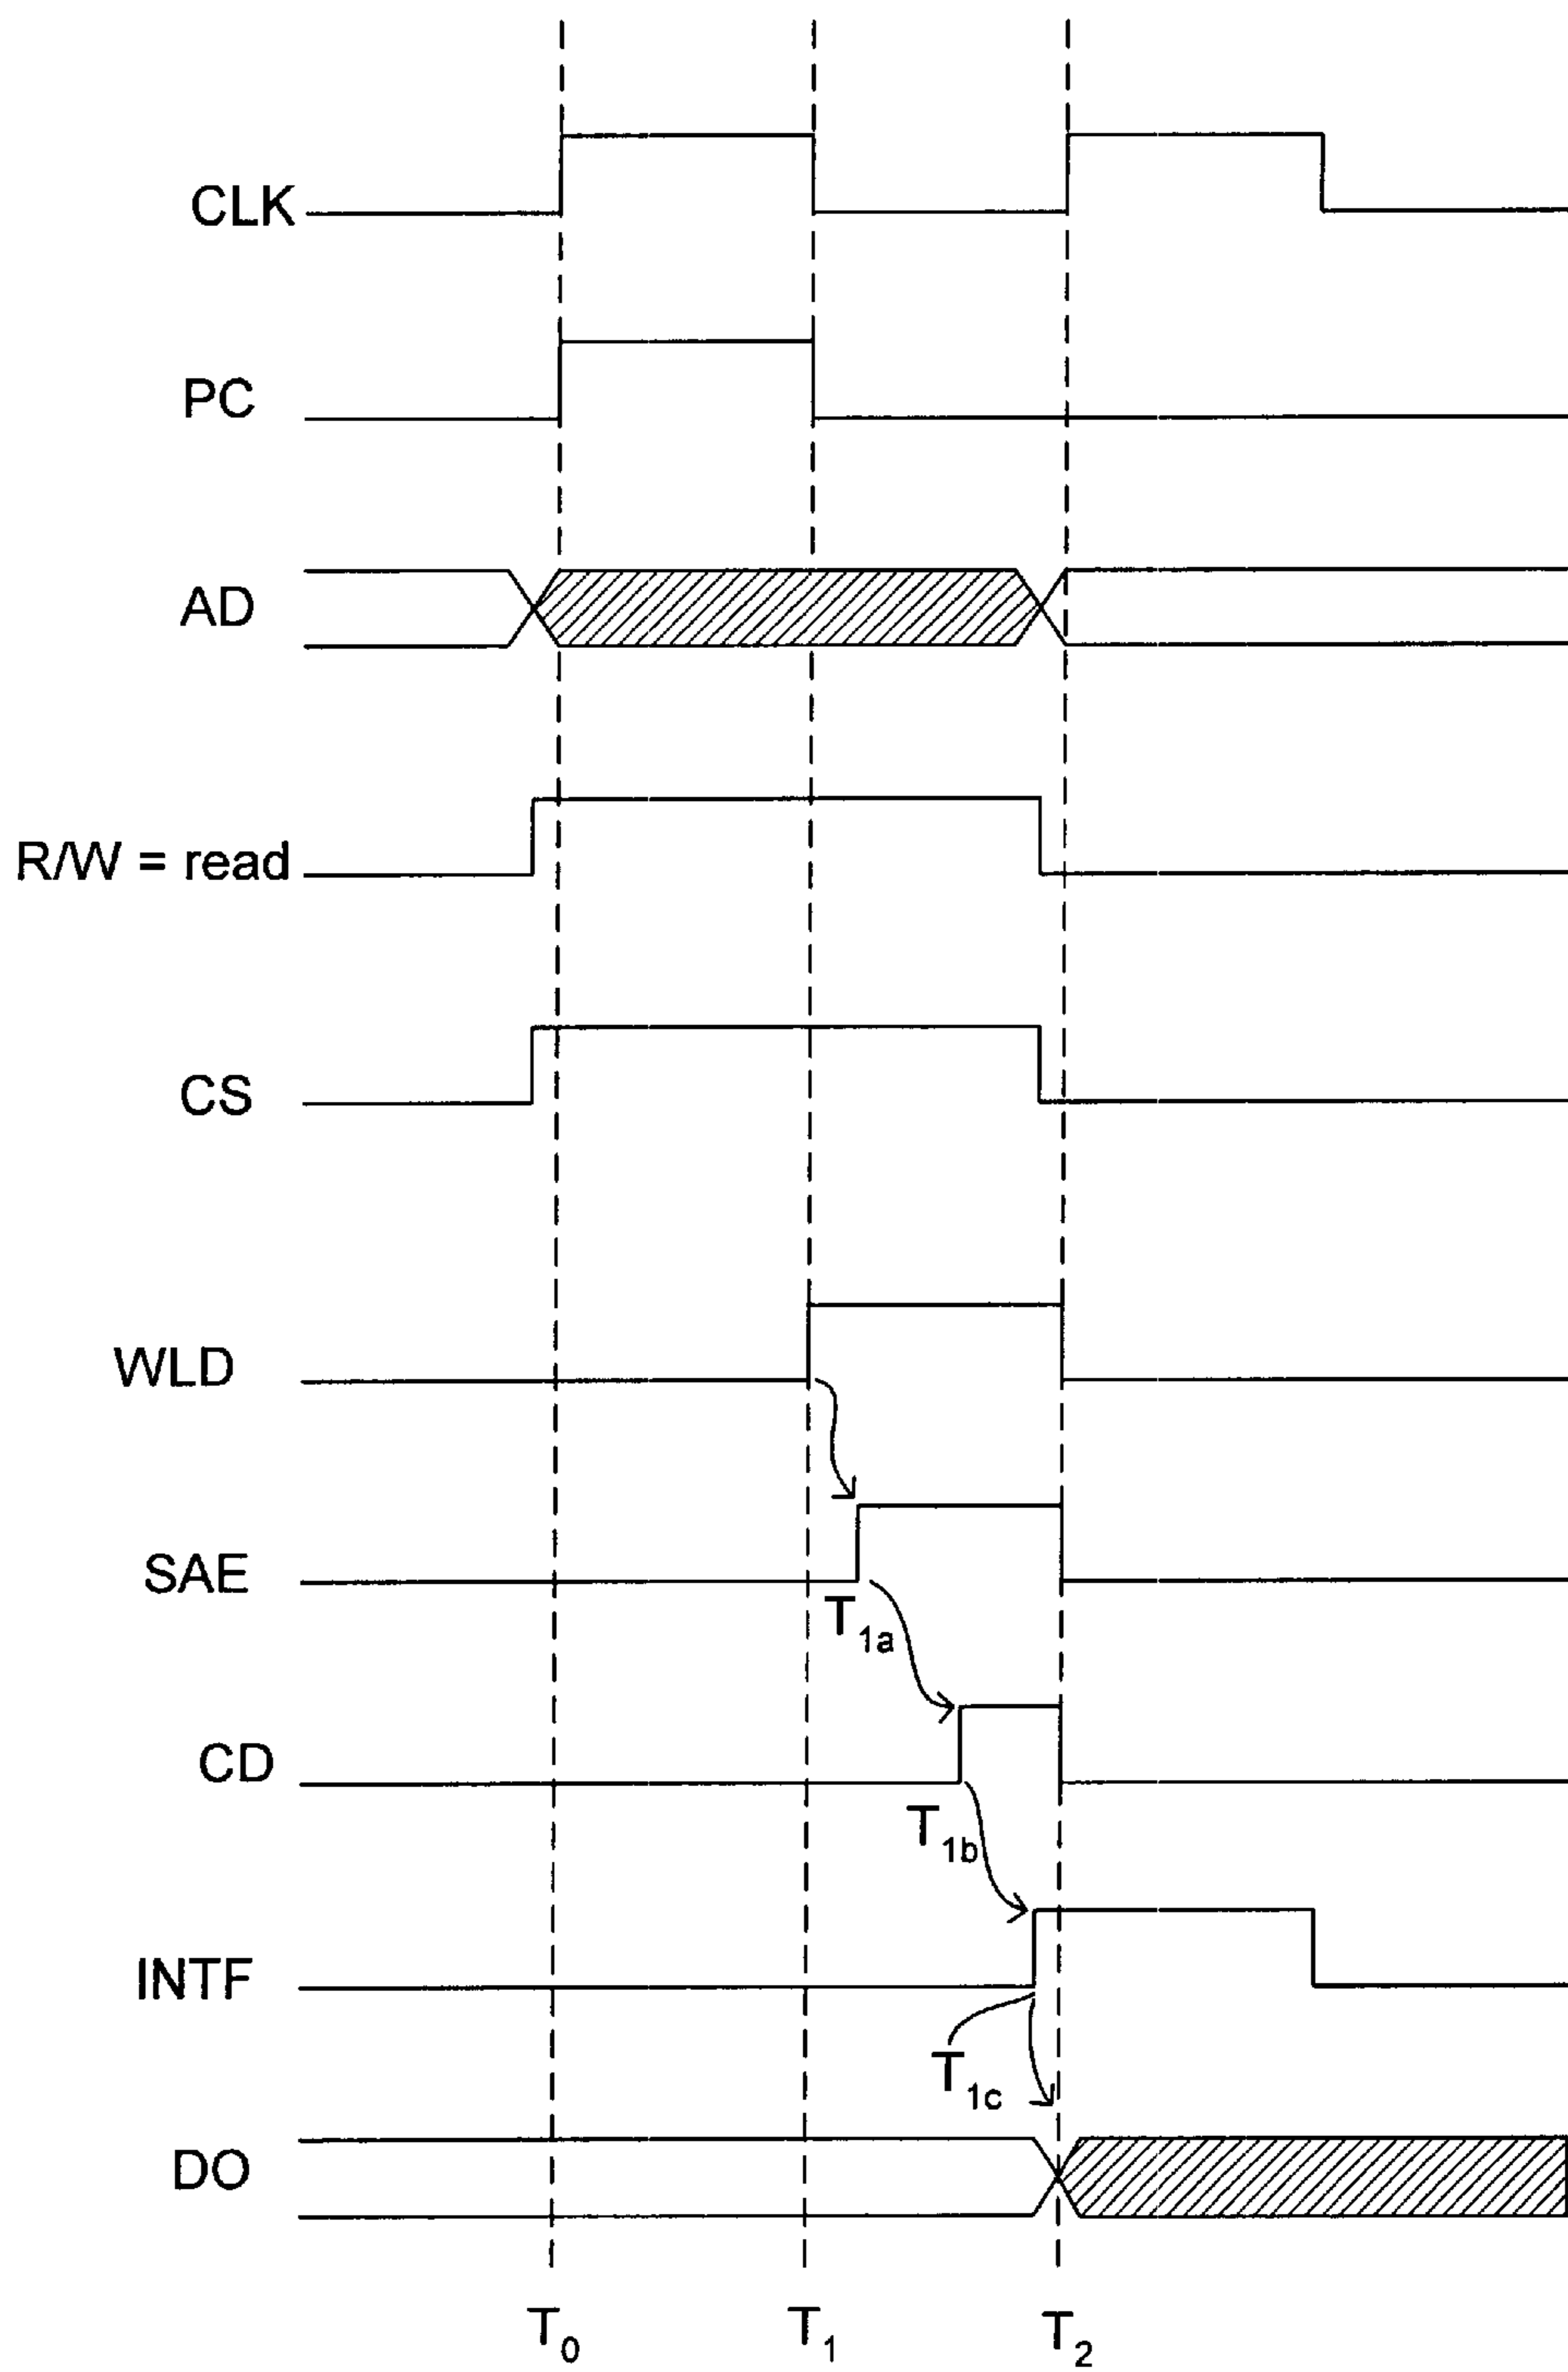 CLK
PC
AD
R/W = read
CS
WLD
SAE
T1a
CD
T1b
INTF
T1c
DO
T0 T1 T2